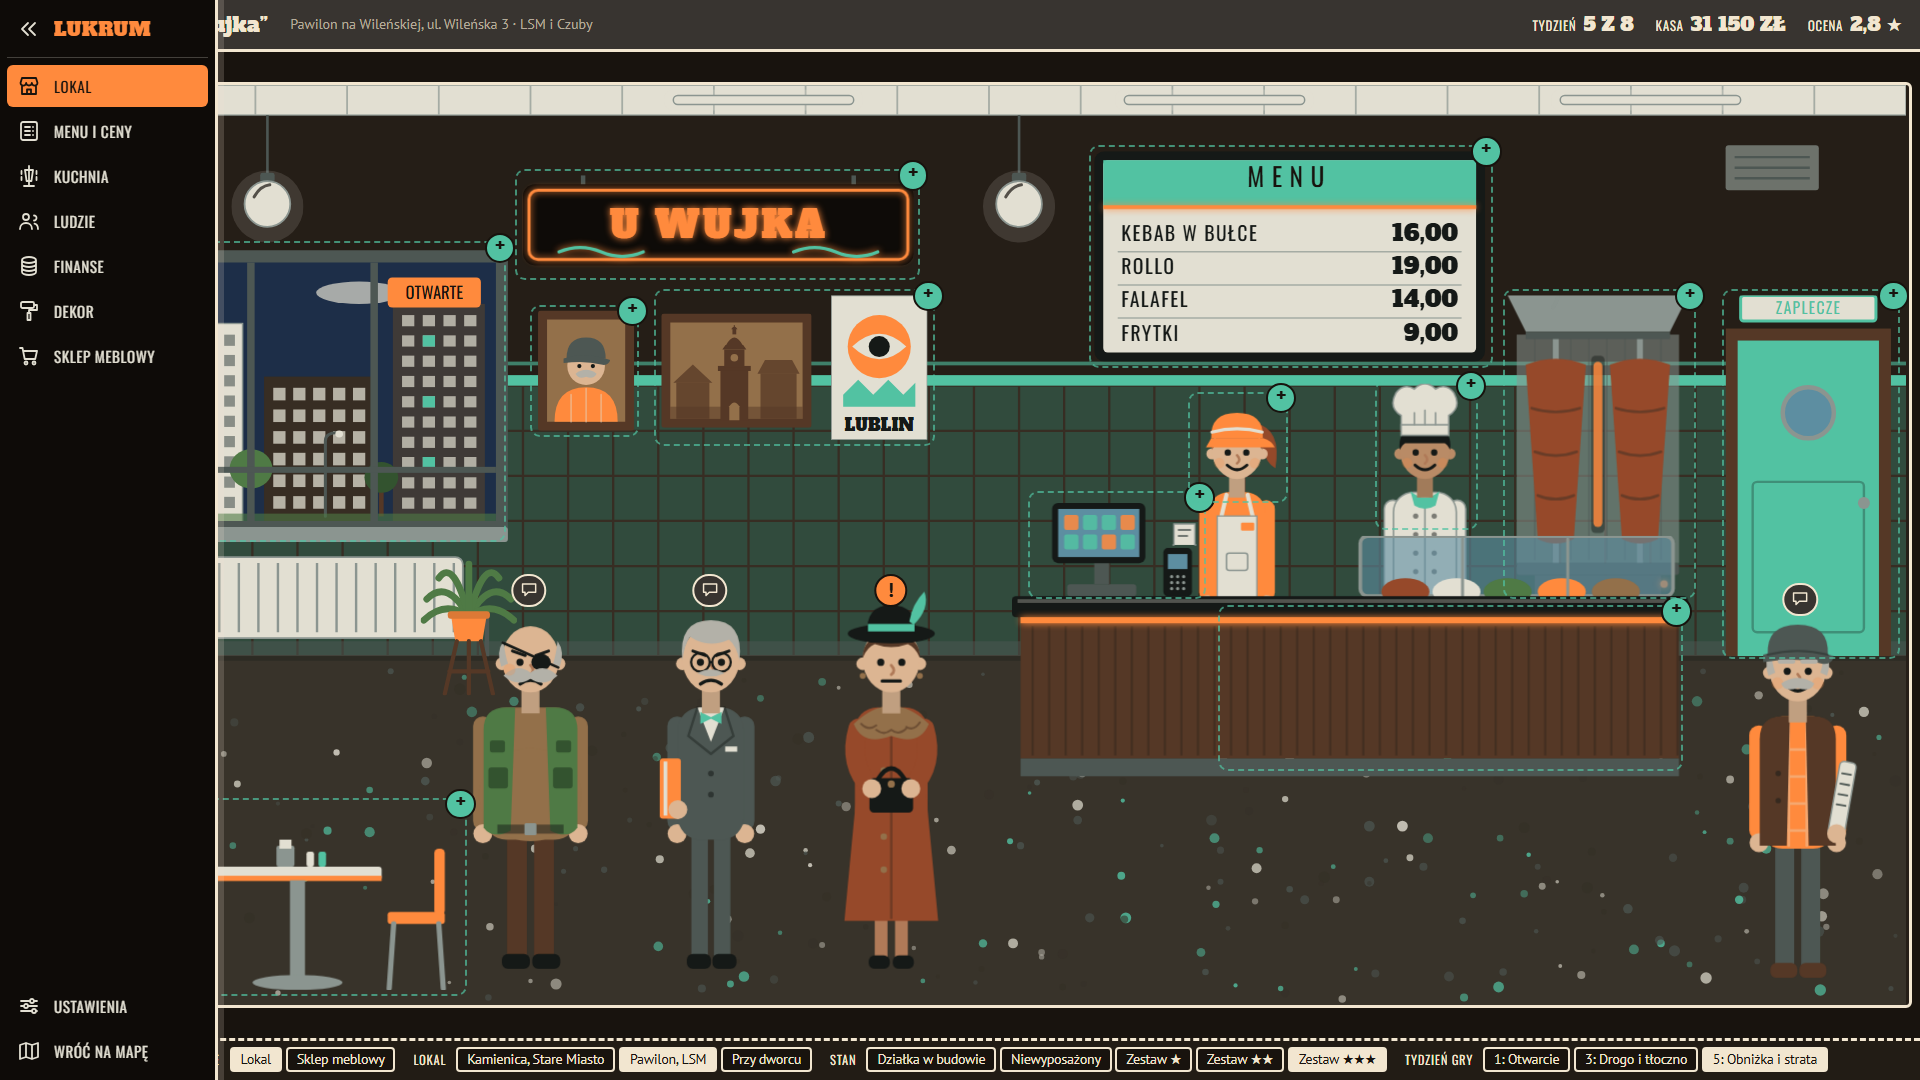 LUKRUM
ujka"
Pawilon na Wileńskiej, ul. Wileńska 3 · LSM i Czuby
TYDZIEŃ 5 Z 8
KASA 31 150 ZŁ
OCENA 2,8 ★
LOKAL
MENU I CENY
KUCHNIA
LUDZIE
FINANSE
DEKOR
SKLEP MEBLOWY
USTAWIENIA
WRÓĆ NA MAPĘ
U WUJKA
OTWARTE
LUBLIN
MENU
KEBAB W BUŁCE 16,00
ROLLO 19,00
FALAFEL 14,00
FRYTKI 9,00
ZAPLECZE
!
Lokal
Sklep meblowy
LOKAL
Kamienica, Stare Miasto
Pawilon, LSM
Przy dworcu
STAN
Działka w budowie
Niewyposażony
Zestaw ★
Zestaw ★★
Zestaw ★★★
TYDZIEŃ GRY
1: Otwarcie
3: Drogo i tłoczno
5: Obniżka i strata